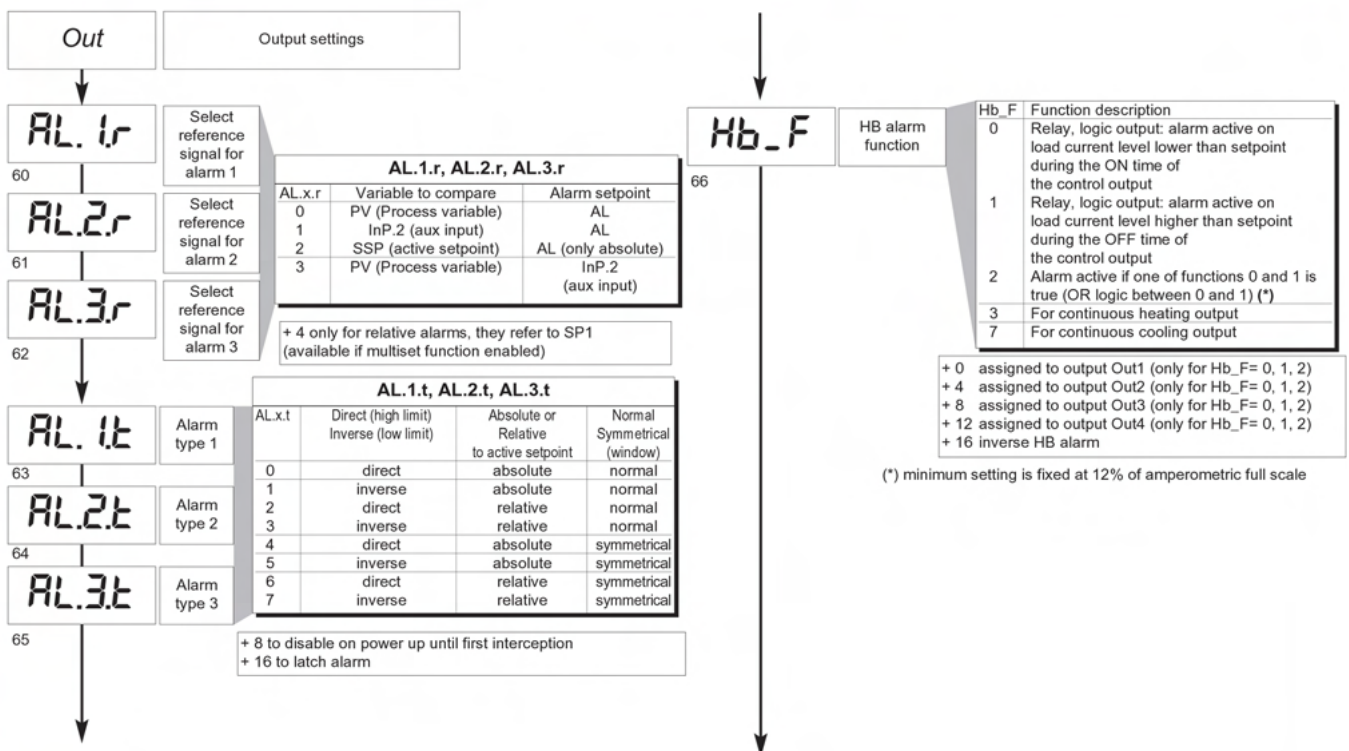 Out
Output settings
AL. 1.r
Select
reference
signal for
alarm 1
60
AL.2.r
Select
reference
signal for
alarm 2
61
AL.3.r
Select
reference
signal for
alarm 3
62
AL.1.r, AL.2.r, AL.3.r
AL.x.r Variable to compare Alarm setpoint
0 PV (Process variable) AL
1 InP.2 (aux input) AL
2 SSP (active setpoint) AL (only absolute)
3 PV (Process variable) InP.2
(aux input)
+ 4 only for relative alarms, they refer to SP1
(available if multiset function enabled)
AL. 1.t
Alarm
type 1
63
AL.2.t
Alarm
type 2
64
AL.3.t
Alarm
type 3
65
AL.1.t, AL.2.t, AL.3.t
AL.x.t Direct (high limit) Absolute or Normal
Inverse (low limit) Relative Symmetrical
to active setpoint (window)
0 direct absolute normal
1 inverse absolute normal
2 direct relative normal
3 inverse relative normal
4 direct absolute symmetrical
5 inverse absolute symmetrical
6 direct relative symmetrical
7 inverse relative symmetrical
+ 8 to disable on power up until first interception
+ 16 to latch alarm
Hb_F
HB alarm
function
66
Hb_F Function description
0 Relay, logic output: alarm active on
load current level lower than setpoint
during the ON time of
the control output
1 Relay, logic output: alarm active on
load current level higher than setpoint
during the OFF time of
the control output
2 Alarm active if one of functions 0 and 1 is
true (OR logic between 0 and 1) (*)
3 For continuous heating output
7 For continuous cooling output
+ 0 assigned to output Out1 (only for Hb_F= 0, 1, 2)
+ 4 assigned to output Out2 (only for Hb_F= 0, 1, 2)
+ 8 assigned to output Out3 (only for Hb_F= 0, 1, 2)
+ 12 assigned to output Out4 (only for Hb_F= 0, 1, 2)
+ 16 inverse HB alarm
(*) minimum setting is fixed at 12% of amperometric full scale